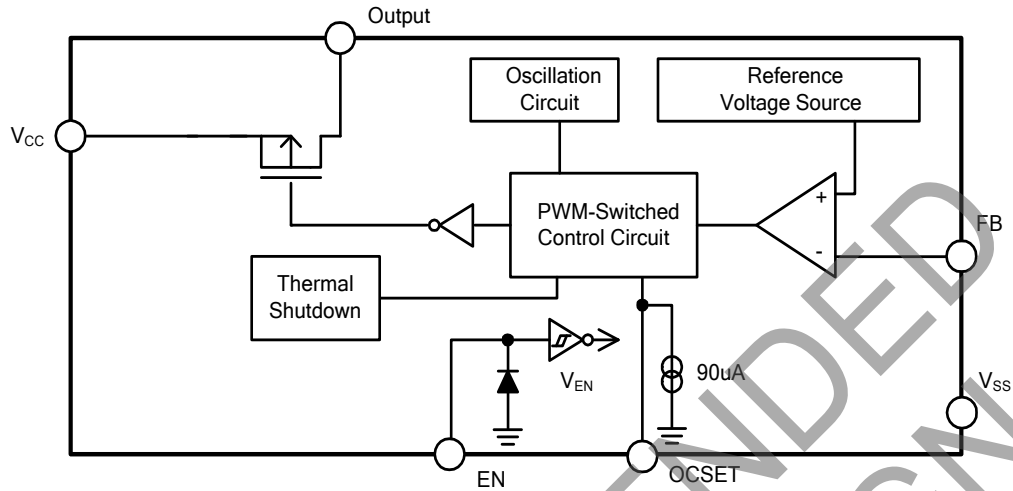 Output
Oscillation
Circuit
Reference
Voltage Source
VCC
PWM-Switched
Control Circuit
+
-
FB
Thermal
Shutdown
VEN
90uA
VSS
EN
OCSET